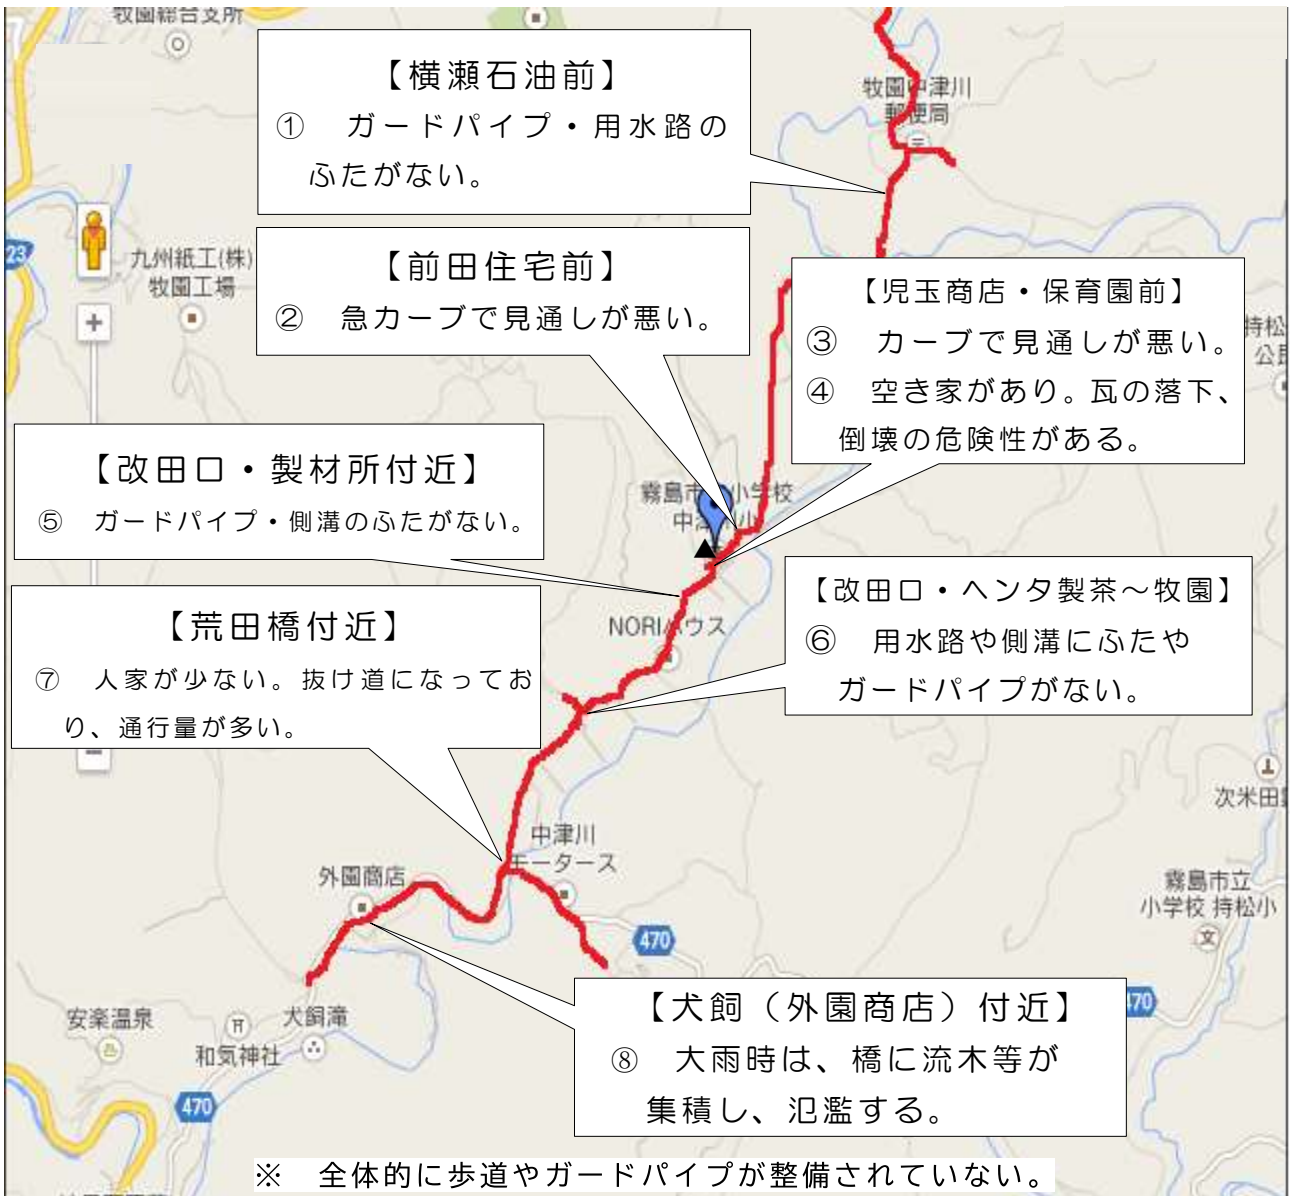 牧園総合支所
【横瀬石油前】
①　ガードパイプ・用水路の
ふたがない。
牧園中津川
郵便局
【前田住宅前】
②　急カーブで見通しが悪い。
23
九州紙工(株)
牧園工場
【児玉商店・保育園前】
③　カーブで見通しが悪い。
④　空き家があり。瓦の落下、
倒壊の危険性がある。
持松
公民
【改田口・製材所付近】
⑤　ガードパイプ・側溝のふたがない。
霧島市 小学校
中津川小
【荒田橋付近】
⑦　人家が少ない。抜け道になってお
り、通行量が多い。
NORIハウス
【改田口・ヘンタ製茶～牧園】
⑥　用水路や側溝にふたや
ガードパイプがない。
次米田
中津川
モータース
外園商店
霧島市立
小学校 持松小
文
470
470
【犬飼（外園商店）付近】
⑧　大雨時は、橋に流木等が
集積し、氾濫する。
安楽温泉
犬飼滝
和気神社
470
※　全体的に歩道やガードパイプが整備されていない。